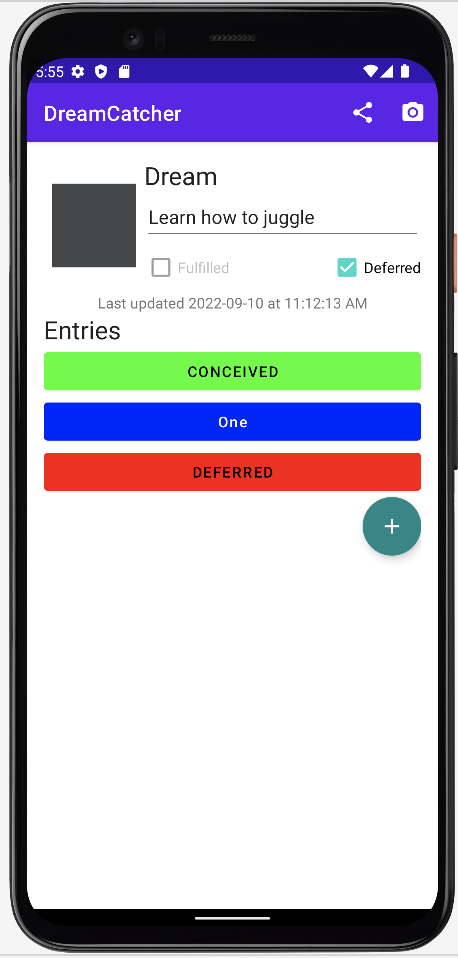 5:55
DreamCatcher
Dream
Learn how to juggle
Fulfilled
Deferred
Last updated 2022-09-10 at 11:12:13 AM
Entries
CONCEIVED
One
DEFERRED
+